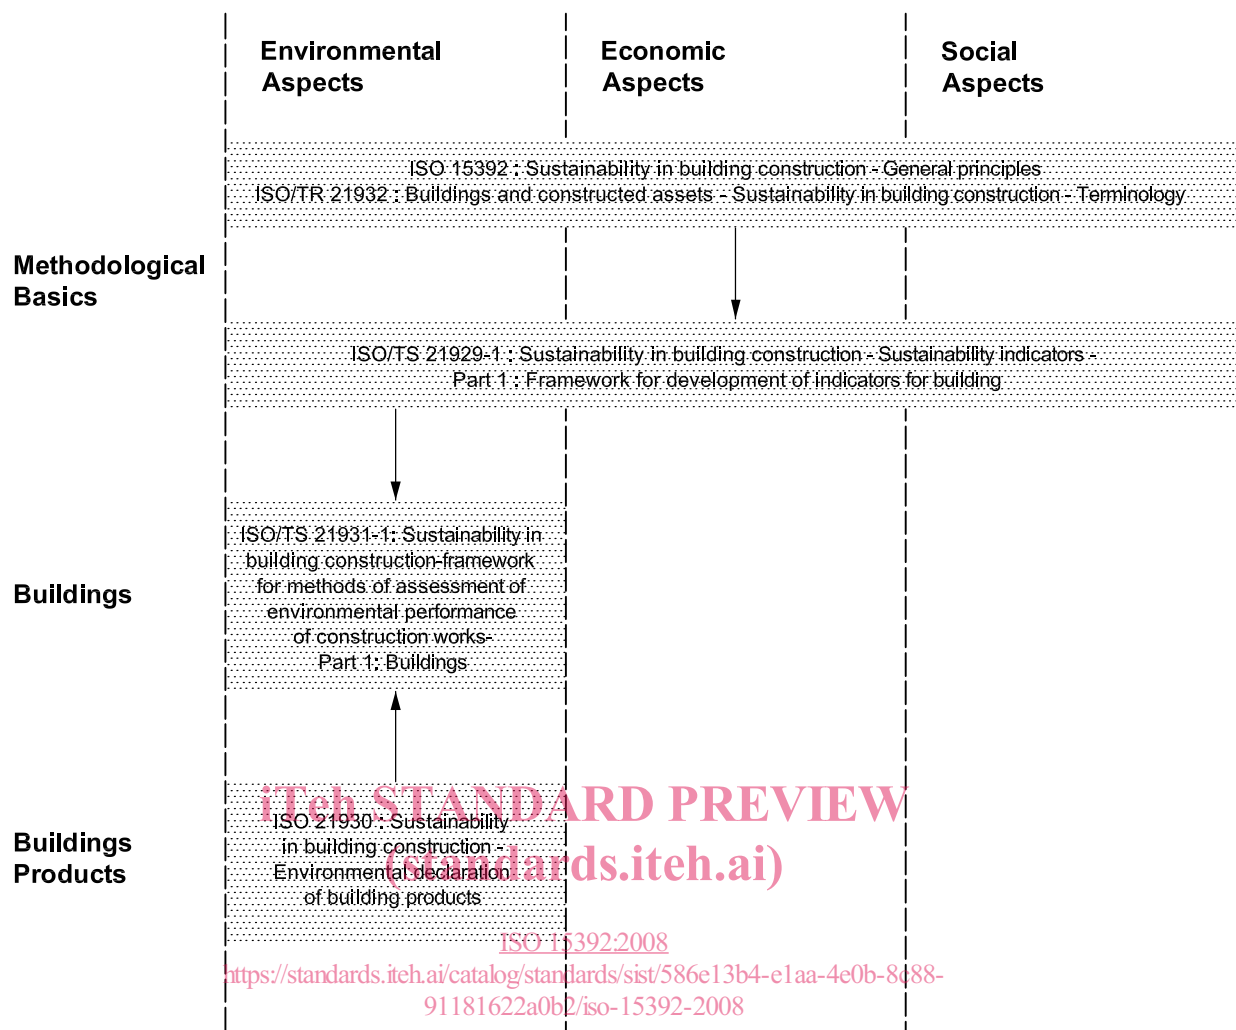 Environmental
Aspects
Economic
Aspects
Social
Aspects
ISO 15392 : Sustainability in building construction - General principles
ISO/TR 21932 : Buildings and constructed assets - Sustainability in building construction - Terminology
Methodological
Basics
ISO/TS 21929-1 : Sustainability in building construction - Sustainability indicators -
Part 1 : Framework for development of indicators for building
Buildings
ISO/TS 21931-1: Sustainability in
building construction-framework
for methods of assessment of
environmental performance
of construction works-
Part 1: Buildings
Buildings
Products
ISO 21930 : Sustainability
in building construction -
Environmental declaration
of building products
iTeh STANDARD PREVIEW
(standards.iteh.ai)
ISO 15392:2008
https://standards.iteh.ai/catalog/standards/sist/586e13b4-e1aa-4e0b-8c88-
91181622a0b2/iso-15392-2008